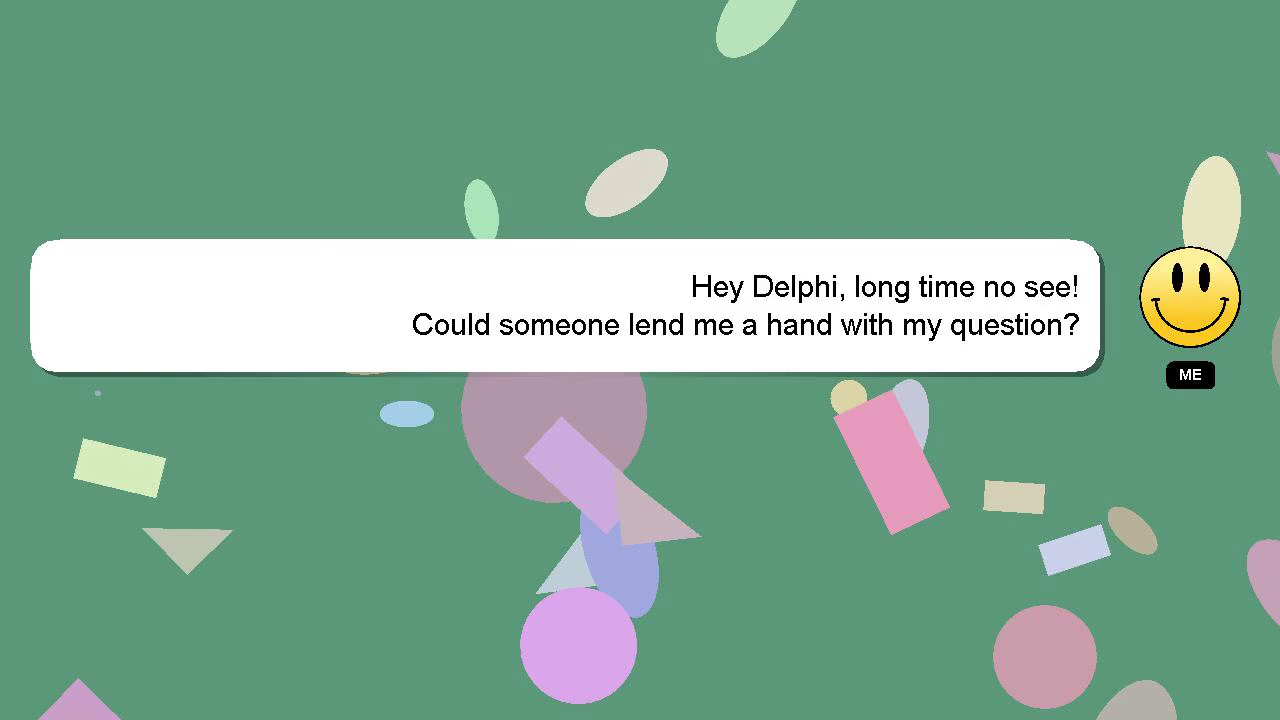 Hey Delphi, long time no see!
Could someone lend me a hand with my question?
ME